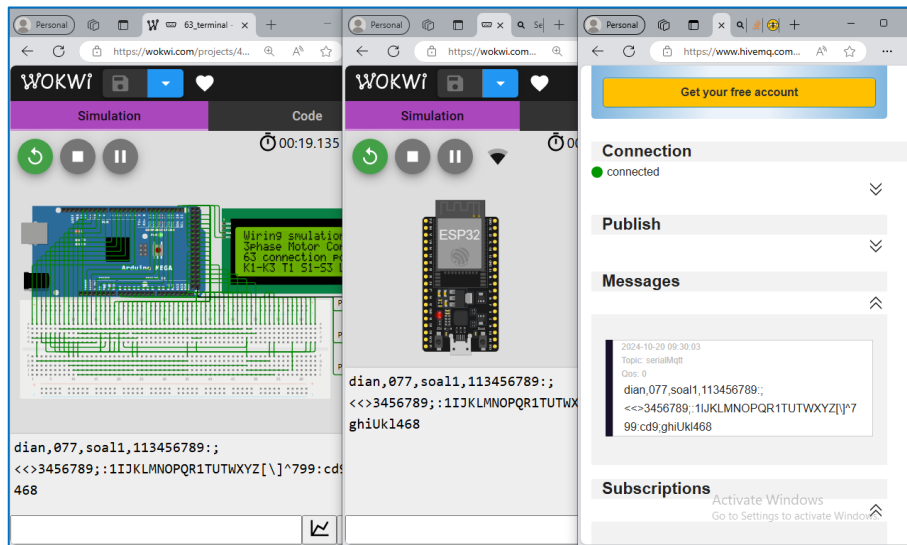 Personal
63_terminal -
https://wokwi.com/projects/4...
WOKWI
Simulation
Code
00:19.135
Arduino MEGA
Wiring smulation
3phase Motor Con
63 connection po
K1-K3 T1 S1-S3 L
P
P
P
dian,077,soal1,113456789:;
<<>3456789;:1IJKLMNOPQR1TUTWXYZ[\]^799:cd9
468
Personal
Se
https://wokwi.com...
WOKWI
Simulation
00
ESP32
dian,077,soal1,113456789:;
<<>3456789;:1IJKLMNOPQR1TUTWX
ghiUkl468
Personal
https://www.hivemq.com...
Get your free account
Connection
connected
Publish
Messages
2024-10-20 09:30:03
Topic: serialMqtt
Qos: 0
dian,077,soal1,113456789:;
<<>3456789;:1IJKLMNOPQR1TUTWXYZ[\]^7
99:cd9;ghiUkl468
Subscriptions
Activate Windows
Go to Settings to activate Windows.